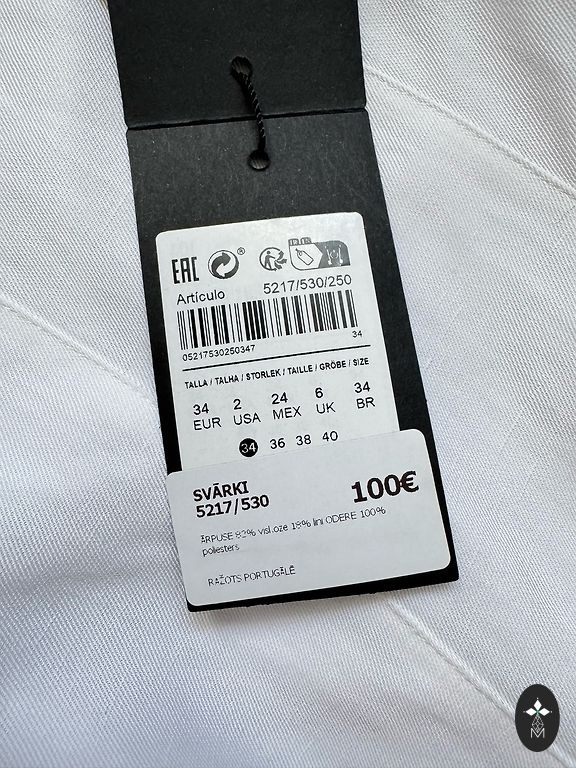 EAC
Artículo 5217/530/250
05217530250347 34
TALLA / TALHA / STORLEK / TAILLE / GRÖBE / SIZE
34 2 24 6 34
EUR USA MEX UK BR
34 36 38 40
SVĀRKI
5217/530
100€
ĀRPUSE 82% viskoze 18% lini ODERE 100%
poliesters
RAŽOTS PORTUGĀLĒ
M